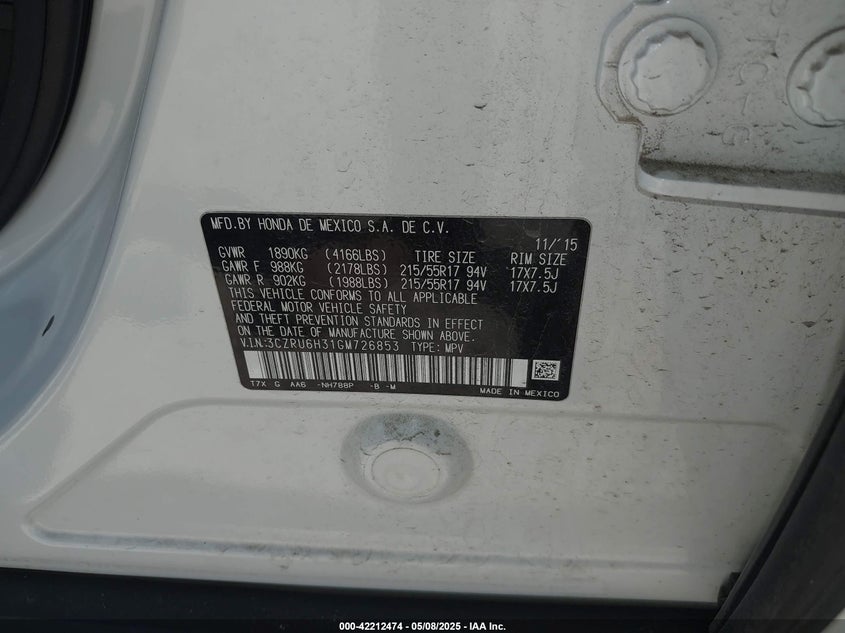 MFD.BY HONDA DE MEXICO S.A. DE C.V.
11/'15
GVWR 1890KG (4166LBS) TIRE SIZE RIM SIZE
GAWR F 988KG (2178LBS) 215/55R17 94V 17X7.5J
GAWR R 902KG (1988LBS) 215/55R17 94V 17X7.5J
THIS VEHICLE CONFORMS TO ALL APPLICABLE
FEDERAL MOTOR VEHICLE SAFETY
AND THEFT PREVENTION STANDARDS IN EFFECT
ON THE DATE OF MANUFACTURE SHOWN ABOVE.
V.I.N:3CZRU6H31GM726853 TYPE: MPV
T7X G AA6 -NH788P -B -M
MADE IN MEXICO
000-42212474 - 05/08/2025 - IAA Inc.